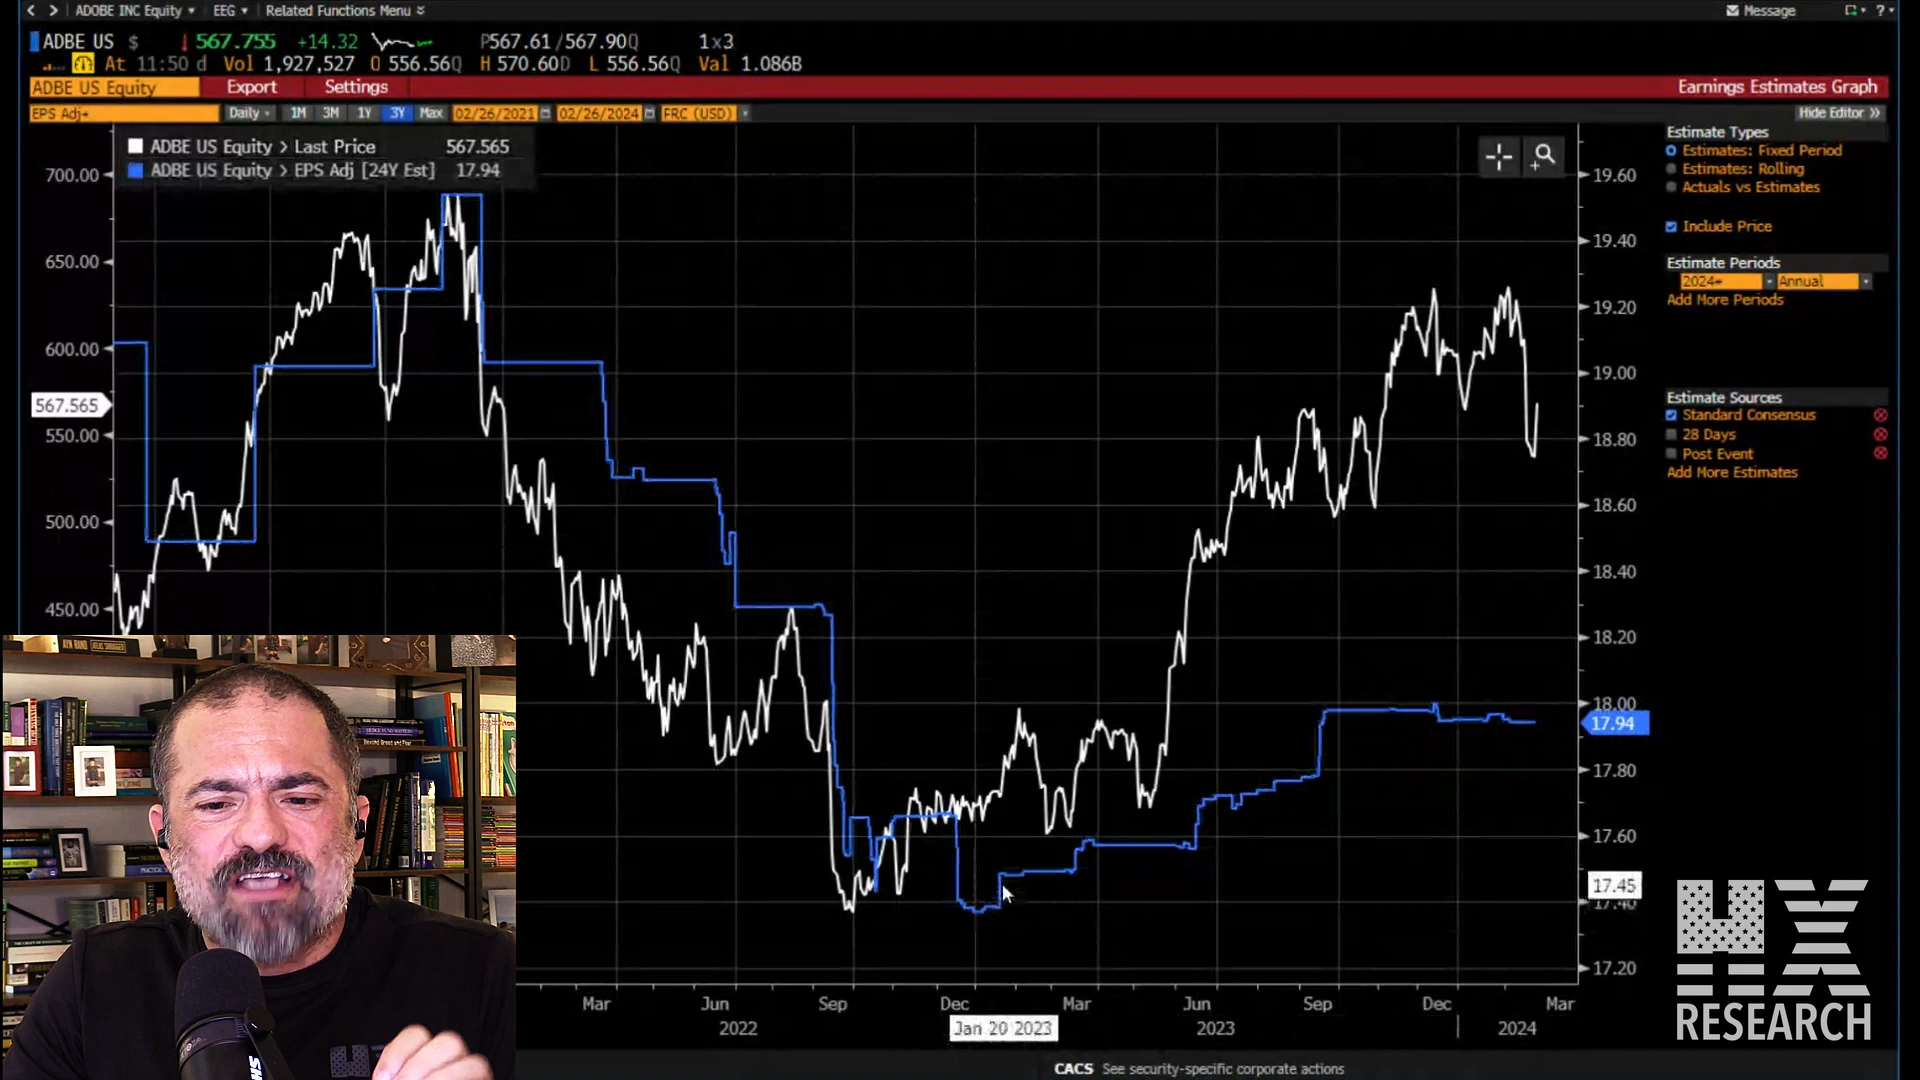 ADOBE INC Equity EEG Related Functions Menu Message ?
ADBE US $ 567.755 +14.32 P567.61/567.90Q 1x3
At 11:50 d Vol 1,927,527 O 556.56Q H 570.60D L 556.56Q Val 1.086B
ADBE US Equity Export Settings Earnings Estimates Graph
EPS Adj+ Daily 1M 3M 1Y 3Y Max 02/26/2021 02/26/2024 FRC (USD) Hide Editor »
ADBE US Equity > Last Price 567.565
ADBE US Equity > EPS Adj [24Y Est] 17.94
700.00
650.00
600.00
567.565
550.00
500.00
450.00
19.60
19.40
19.20
19.00
18.80
18.60
18.40
18.20
18.00
17.94
17.80
17.60
17.45
17.40
17.20
Estimate Types
Estimates: Fixed Period
Estimates: Rolling
Actuals vs Estimates
Include Price
Estimate Periods
2024+ Annual
Add More Periods
Estimate Sources
Standard Consensus
28 Days
Post Event
Add More Estimates
Mar Jun Sep Dec Mar Jun Sep Dec Mar
2022 Jan 20 2023 2023 2024
CACS See security-specific corporate actions
HX
RESEARCH
AYN RAND ATLAS SHRUGGED
SH